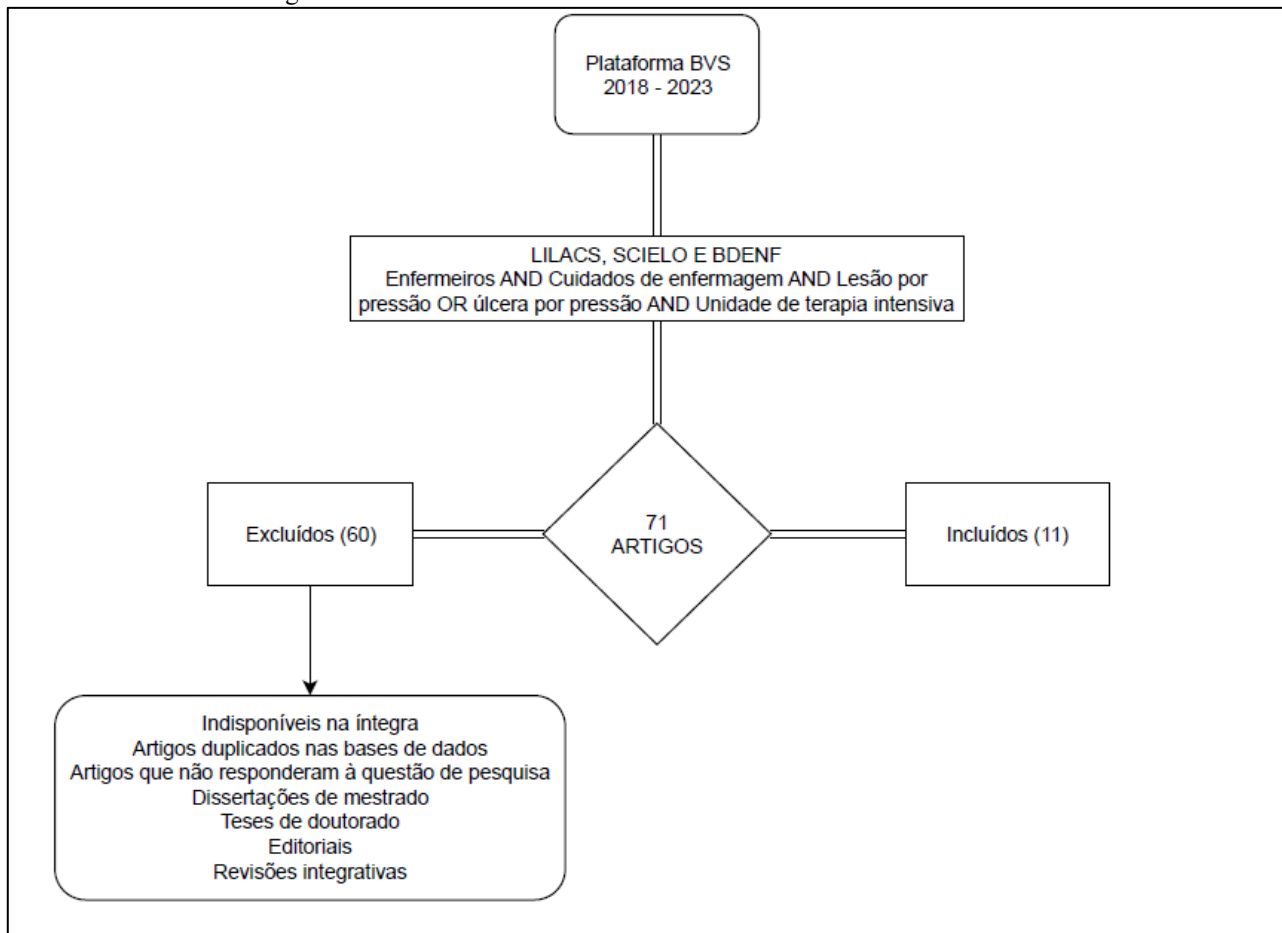 Plataforma BVS
2018 - 2023
LILACS, SCIELO E BDENF
Enfermeiros AND Cuidados de enfermagem AND Lesão por
pressão OR úlcera por pressão AND Unidade de terapia intensiva
Excluídos (60)
71
ARTIGOS
Incluídos (11)
Indisponíveis na íntegra
Artigos duplicados nas bases de dados
Artigos que não responderam à questão de pesquisa
Dissertações de mestrado
Teses de doutorado
Editoriais
Revisões integrativas